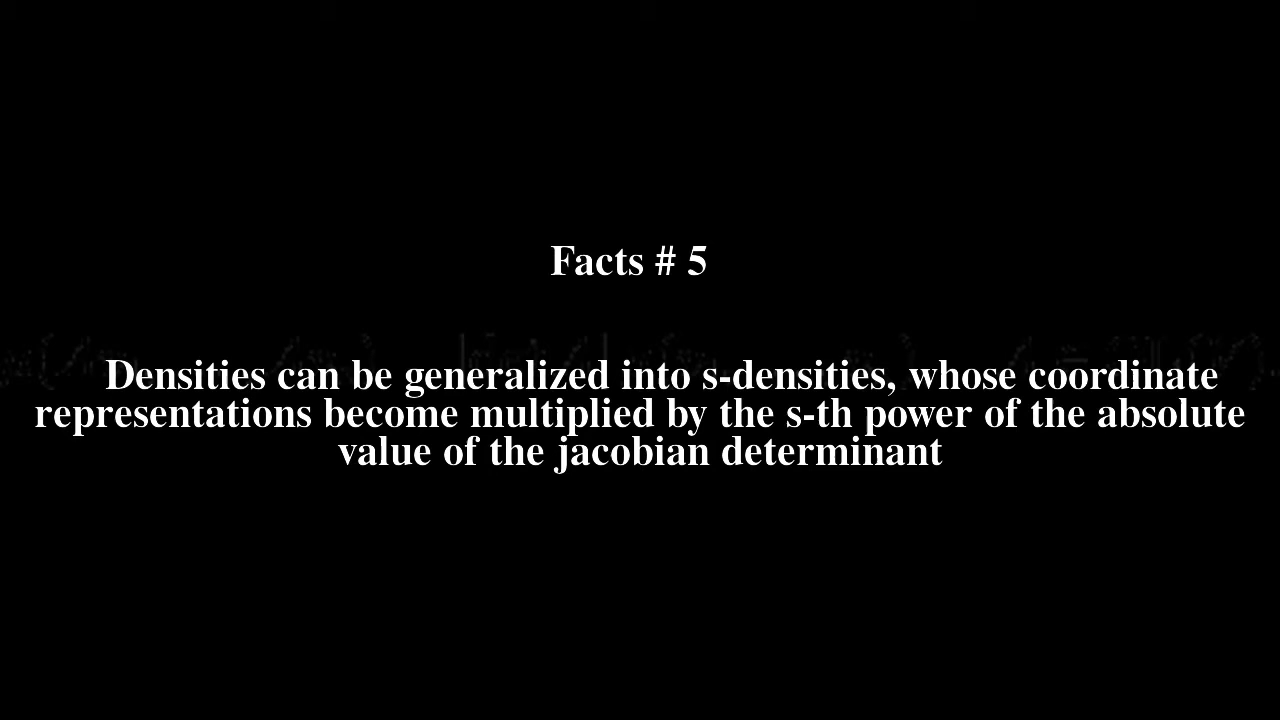 Facts # 5
Densities can be generalized into s-densities, whose coordinate
representations become multiplied by the s-th power of the absolute
value of the jacobian determinant